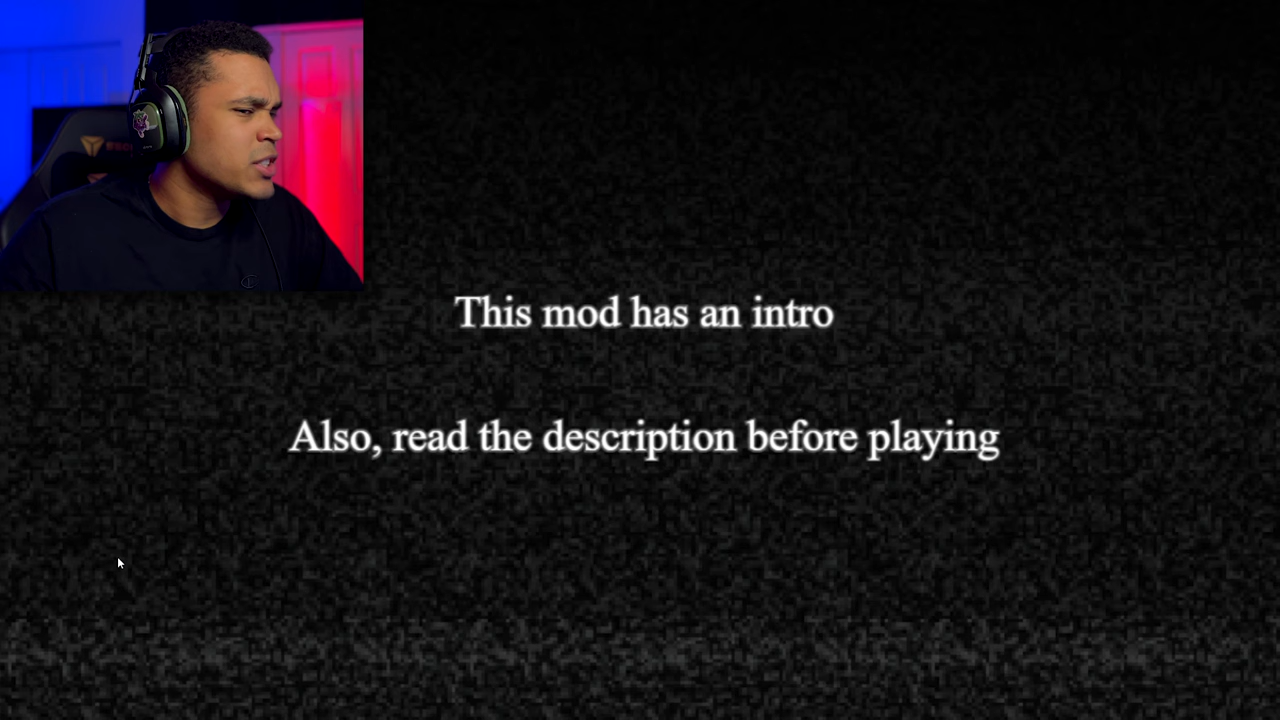 This mod has an intro
Also, read the description before playing